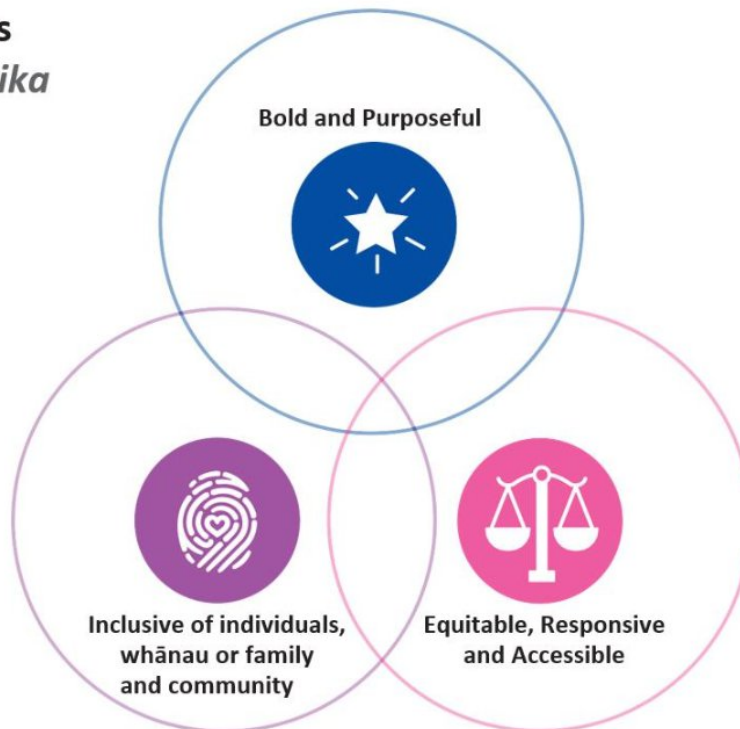 Bold and Purposeful
Inclusive of individuals,
whānau or family
and community
Equitable, Responsive
and Accessible